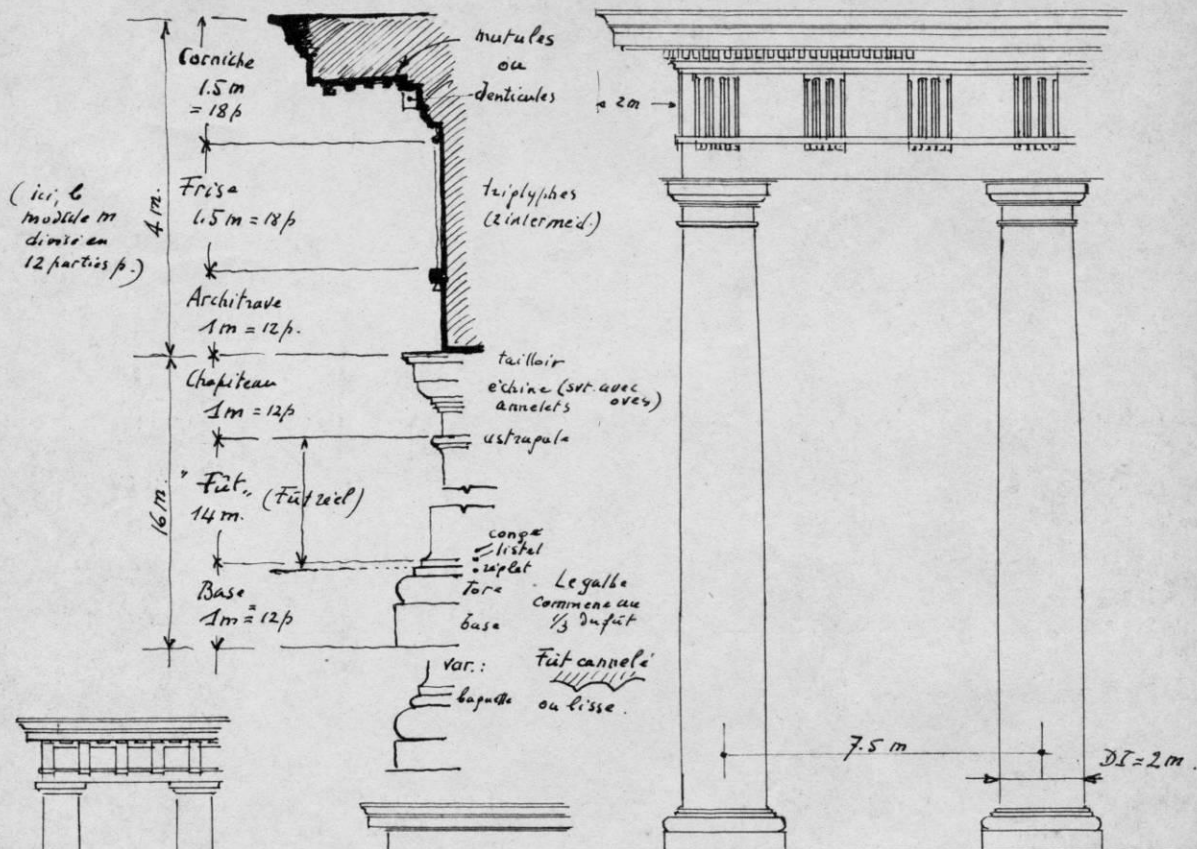 Corniche
1.5 m
= 18 p
mutules
ou
denticules
2 m
(ici, le
module m
divisé en
12 parties p.)
4 m.
Frise
1.5 m = 18 p
triplyphes
(2 intermed.)
Architrave
1 m = 12 p.
Chapiteau
1 m = 12 p
tailloir
échine (svt. avec
annelets oves)
astragale
16 m.
"Fût"
14 m.
(Fût réel)
congé
listel
réglet
Base
1 m = 12 p
tore
base
Le galbe
commence au
1/3 du fût
var.:
baguette
Fût cannelé
ou lisse.
7.5 m
DI = 2 m.